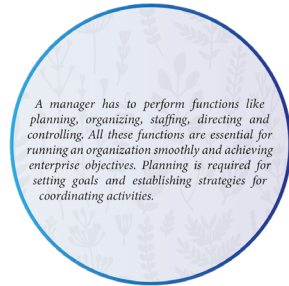 A manager has to perform functions like
planning, organizing, staffing, directing and
controlling. All these functions are essential for
running an organization smoothly and achieving
enterprise objectives. Planning is required for
setting goals and establishing strategies for
coordinating activities.